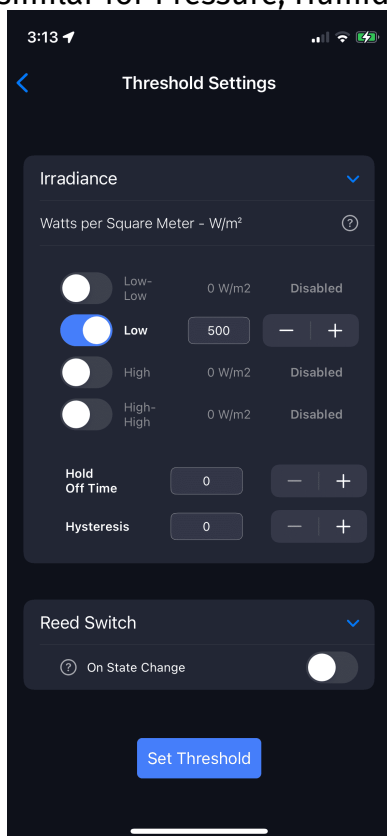 similar for Pressure, Humid
3:13
Threshold Settings
Irradiance
Watts per Square Meter - W/m²
?
Low-
Low
0 W/m2
Disabled
Low
500
− +
High
0 W/m2
Disabled
High-
High
0 W/m2
Disabled
Hold
Off Time
0
− +
Hysteresis
0
− +
Reed Switch
? On State Change
Set Threshold